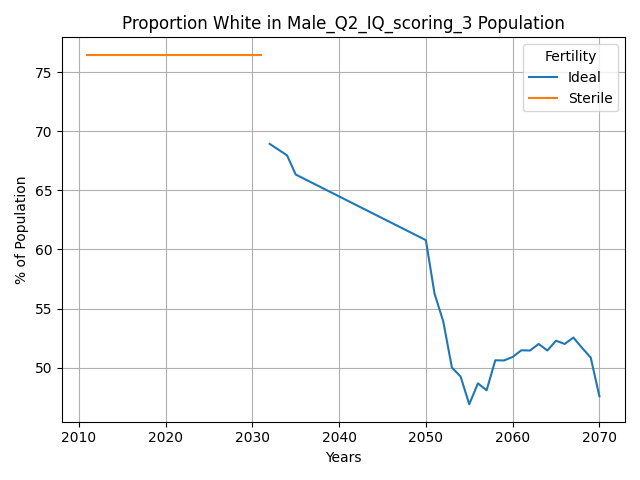 Proportion White in Male_Q2_IQ_scoring_3 Population
Fertility
Ideal
Sterile
% of Population
75
70
65
60
55
50
2010 2020 2030 2040 2050 2060 2070
Years